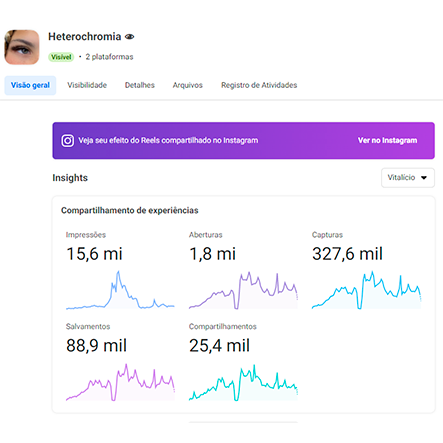 Heterochromia
Visível • 2 plataformas
Visão geral Visibilidade Detalhes Arquivos Registro de Atividades
Veja seu efeito do Reels compartilhado no Instagram Ver no Instagram
Insights Vitalício
Compartilhamento de experiências
Impressões Aberturas Capturas
15,6 mi 1,8 mi 327,6 mil
Salvamentos Compartilhamentos
88,9 mil 25,4 mil